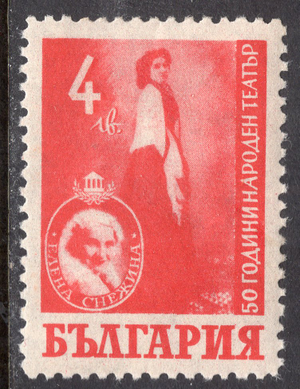 4
лв.
50 ГОДИНИ НАРОДЕН ТЕАТЪР
ЕЛЕНА СНЕЖИНА
БЪЛГАРИЯ